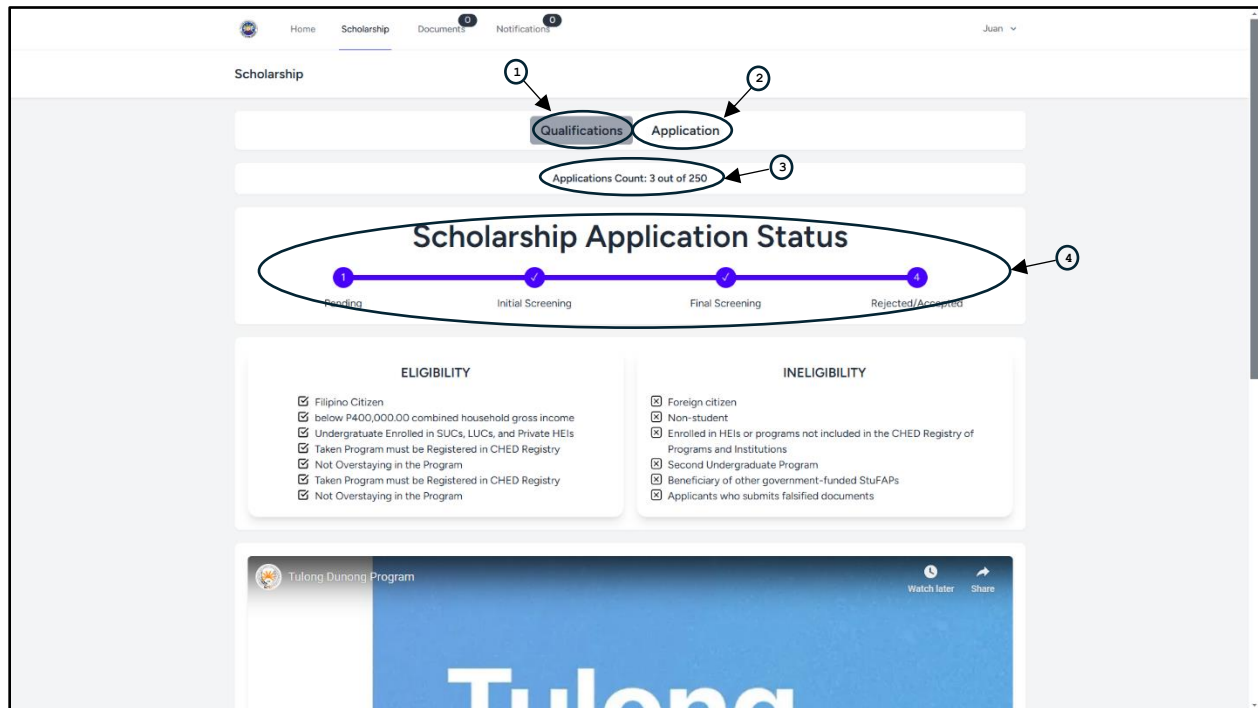 Home Scholarship Documents 0 Notifications 0 Juan
Scholarship
1 2
Qualifications Application
Applications Count: 3 out of 250
3
Scholarship Application Status
4
1 ✓ ✓ 4
Pending Initial Screening Final Screening Rejected/Accepted
ELIGIBILITY
Filipino Citizen
below P400,000.00 combined household gross income
Undergratuate Enrolled in SUCs, LUCs, and Private HEIs
Taken Program must be Registered in CHED Registry
Not Overstaying in the Program
Taken Program must be Registered in CHED Registry
Not Overstaying in the Program
INELIGIBILITY
Foreign citizen
Non-student
Enrolled in HEIs or programs not included in the CHED Registry of
Programs and Institutions
Second Undergraduate Program
Beneficiary of other government-funded StuFAPs
Applicants who submits falsified documents
Tulong Dunong Program
Watch later Share
Tulong